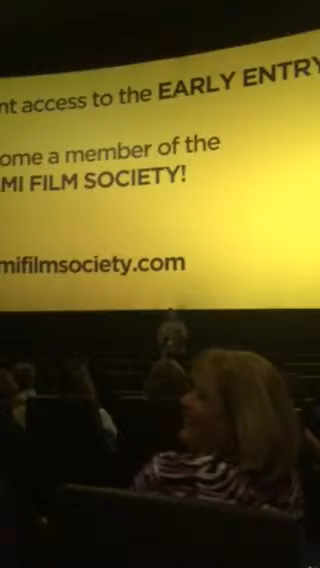 nt access to the EARLY ENTRY
ome a member of the
MI FILM SOCIETY!
mifilmsociety.com